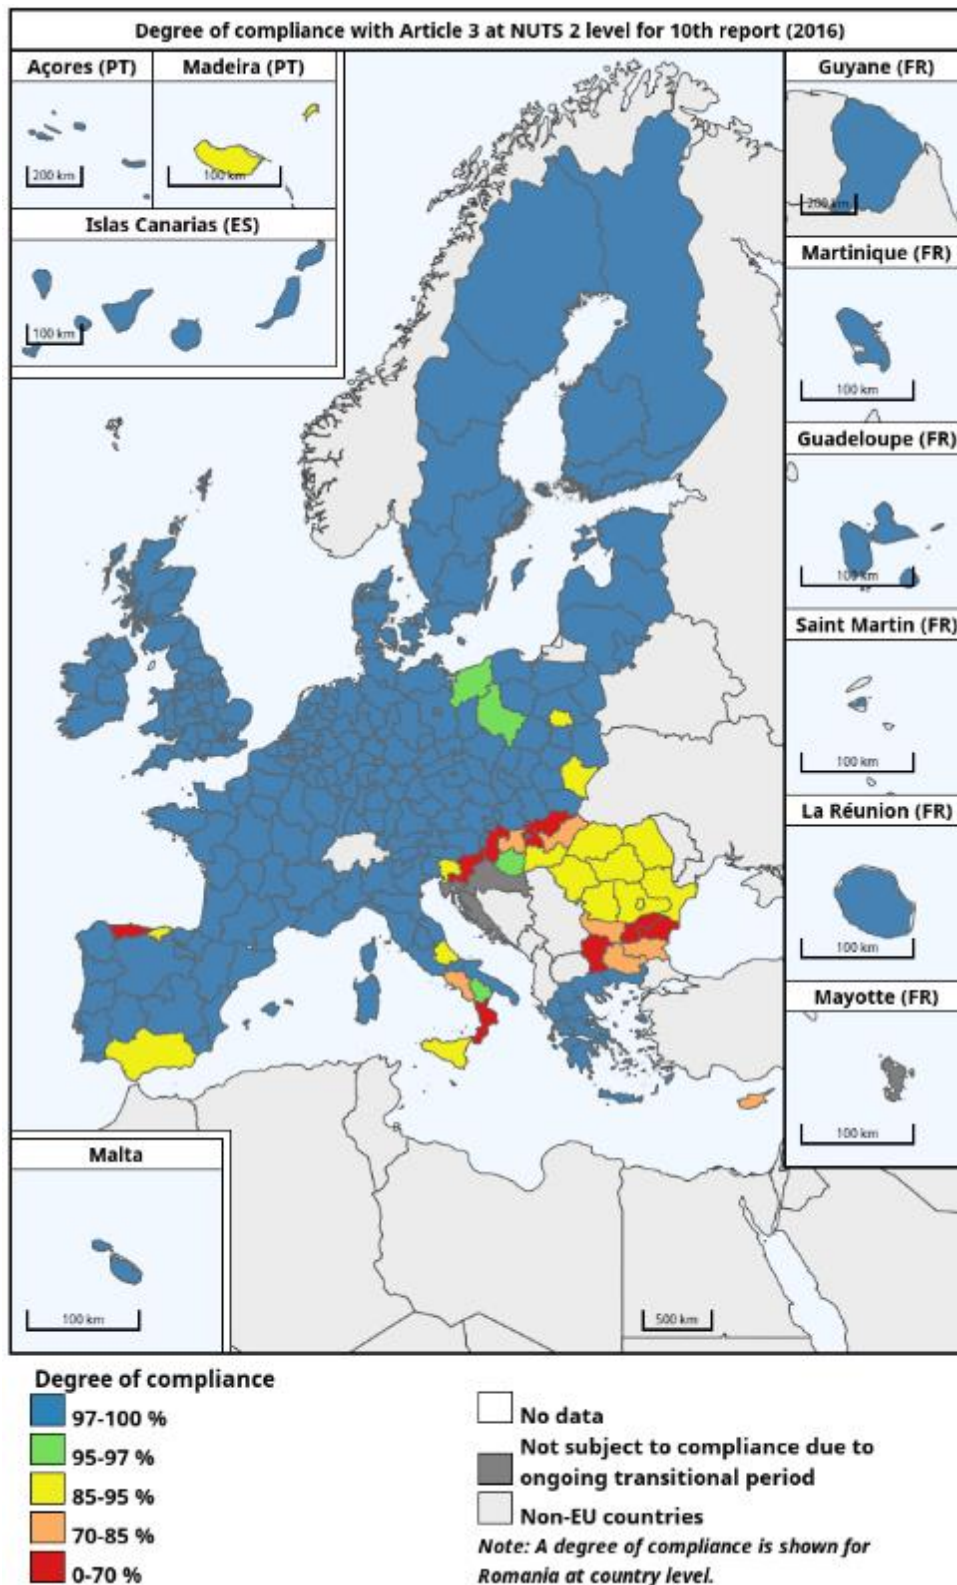 Degree of compliance with Article 3 at NUTS 2 level for 10th report (2016)
Açores (PT)
Madeira (PT)
200 km
100 km
Islas Canarias (ES)
100 km
Guyane (FR)
200 km
Martinique (FR)
100 km
Guadeloupe (FR)
100 km
Saint Martin (FR)
100 km
La Réunion (FR)
100 km
Mayotte (FR)
100 km
Malta
100 km
500 km
Degree of compliance
97-100 %
95-97 %
85-95 %
70-85 %
0-70 %
No data
Not subject to compliance due to
ongoing transitional period
Non-EU countries
Note: A degree of compliance is shown for
Romania at country level.